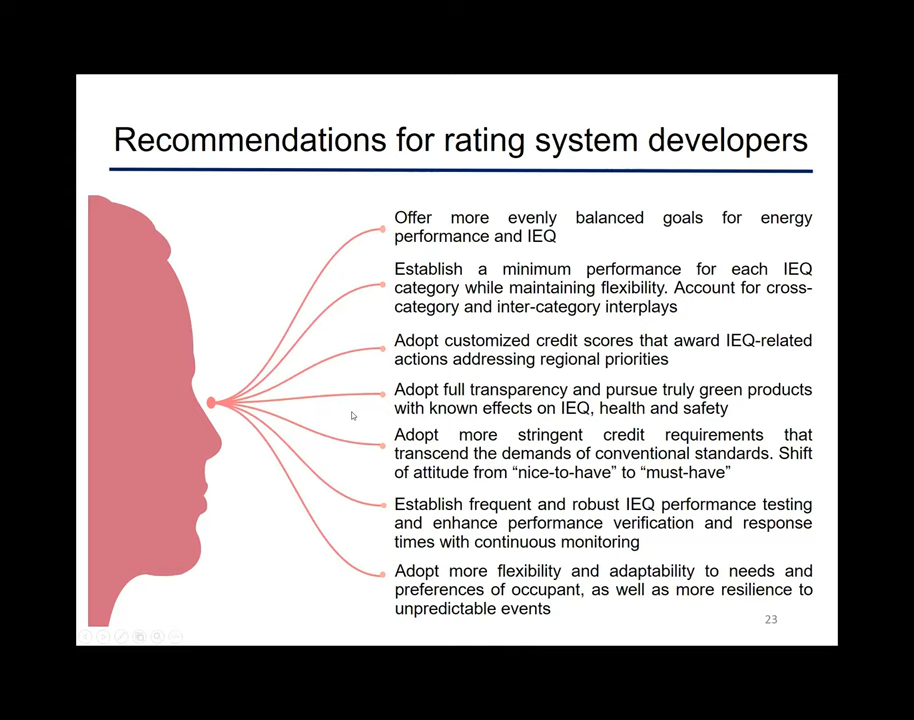 Recommendations for rating system developers
Offer more evenly balanced goals for energy
performance and IEQ
Establish a minimum performance for each IEQ
category while maintaining flexibility. Account for cross-
category and inter-category interplays
Adopt customized credit scores that award IEQ-related
actions addressing regional priorities
Adopt full transparency and pursue truly green products
with known effects on IEQ, health and safety
Adopt more stringent credit requirements that
transcend the demands of conventional standards. Shift
of attitude from “nice-to-have” to “must-have”
Establish frequent and robust IEQ performance testing
and enhance performance verification and response
times with continuous monitoring
Adopt more flexibility and adaptability to needs and
preferences of occupant, as well as more resilience to
unpredictable events
23